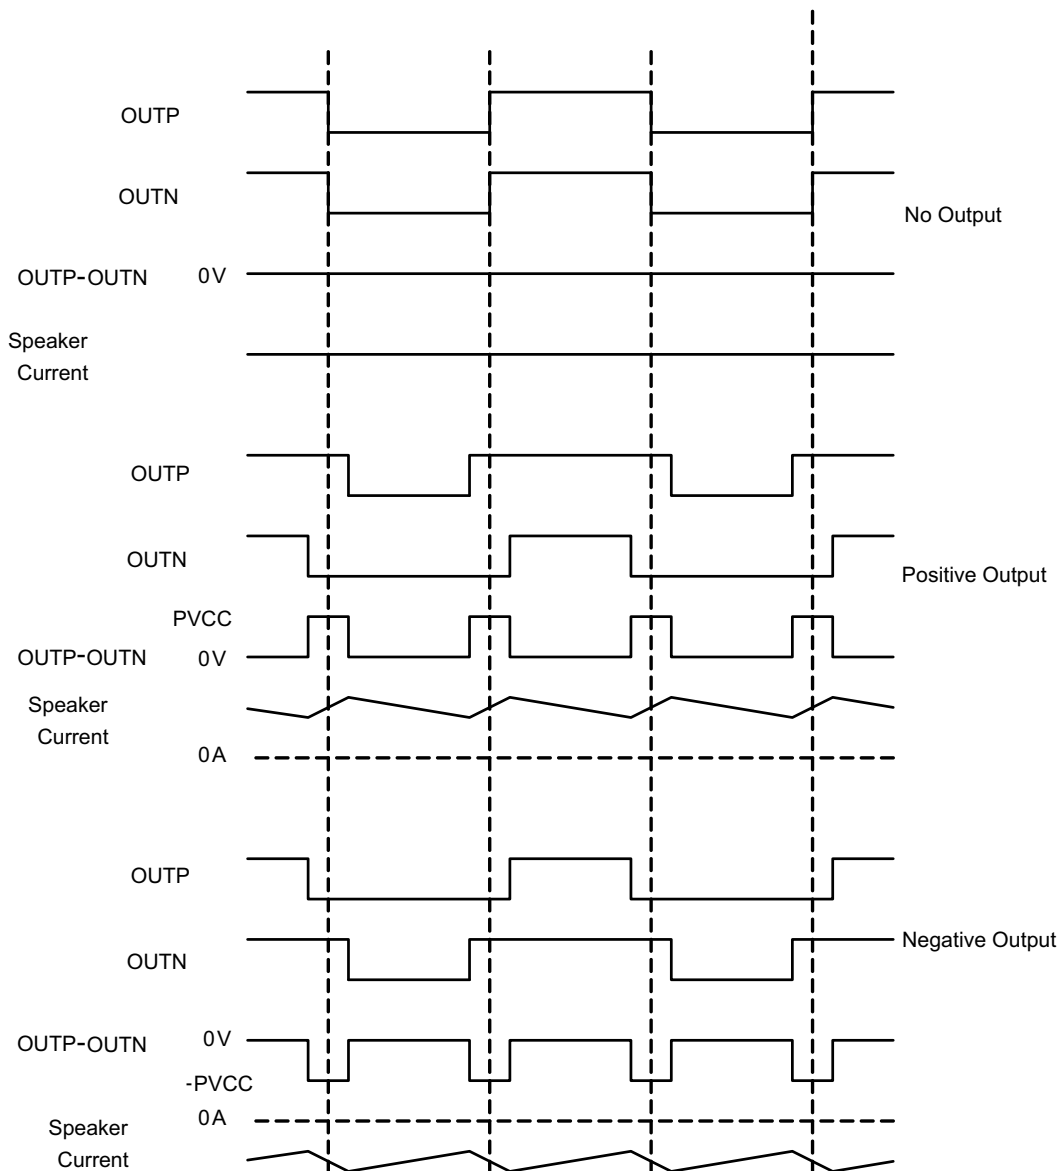 OUTP
OUTN
No Output
OUTP-OUTN 0V
Speaker
Current
OUTP
OUTN
Positive Output
PVCC
OUTP-OUTN 0V
Speaker
Current
0A
OUTP
Negative Output
OUTN
0V
OUTP-OUTN
-PVCC
0A
Speaker
Current